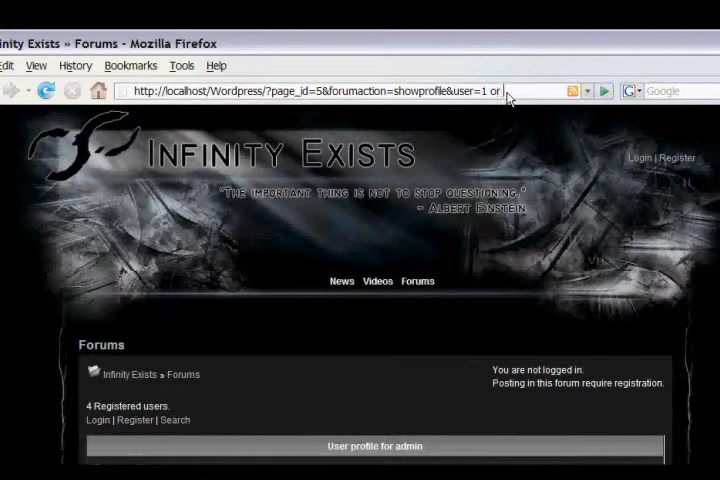 inity Exists » Forums - Mozilla Firefox
Edit View History Bookmarks Tools Help
http://localhost/Wordpress/?page_id=5&forumaction=showprofile&user=1 or
G Google
INFINITY EXISTS
Login | Register
"THE IMPORTANT THING IS NOT TO STOP QUESTIONING."
~ ALBERT EINSTEIN
News Videos Forums
Forums
Infinity Exists » Forums
You are not logged in.
Posting in this forum require registration.
4 Registered users.
Login | Register | Search
User profile for admin